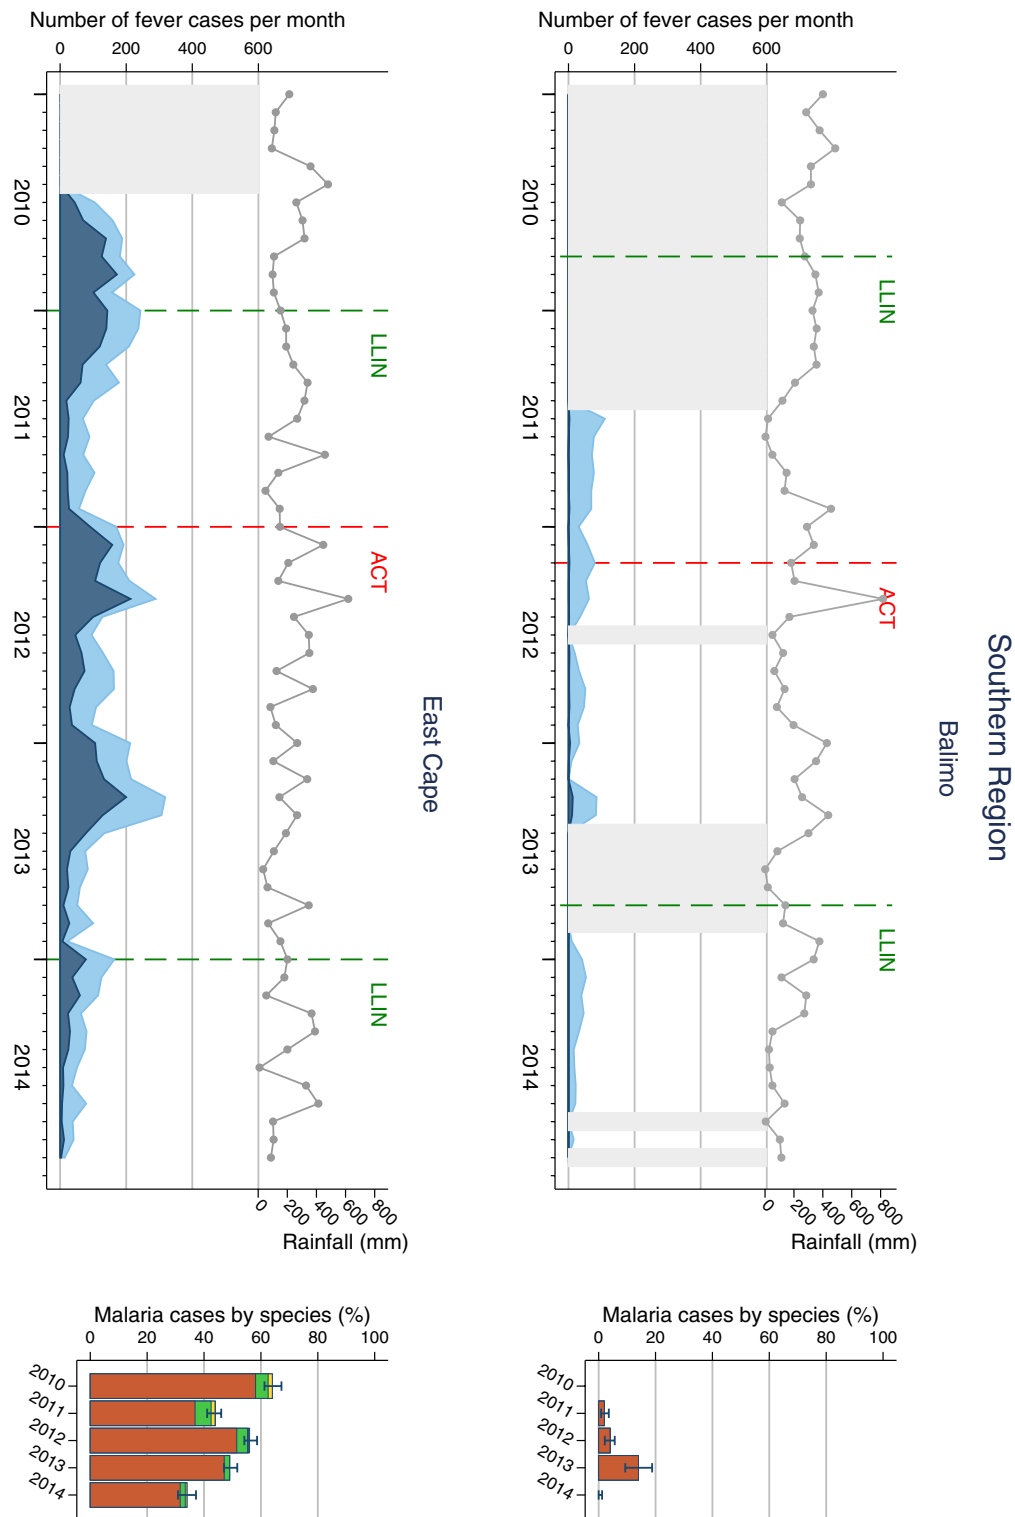 Number of fever cases per month
0 200 400 600
2010
2011
2012
2013
2014
LLIN
ACT
LLIN
0 200 400 600 800
Rainfall (mm)
East Cape
Number of fever cases per month
0 200 400 600
2010
2011
2012
2013
2014
LLIN
ACT
LLIN
0 200 400 600 800
Rainfall (mm)
Balimo
Southern Region
Malaria cases by species (%)
0 20 40 60 80 100
2010
2011
2012
2013
2014
Malaria cases by species (%)
0 20 40 60 80 100
2010
2011
2012
2013
2014